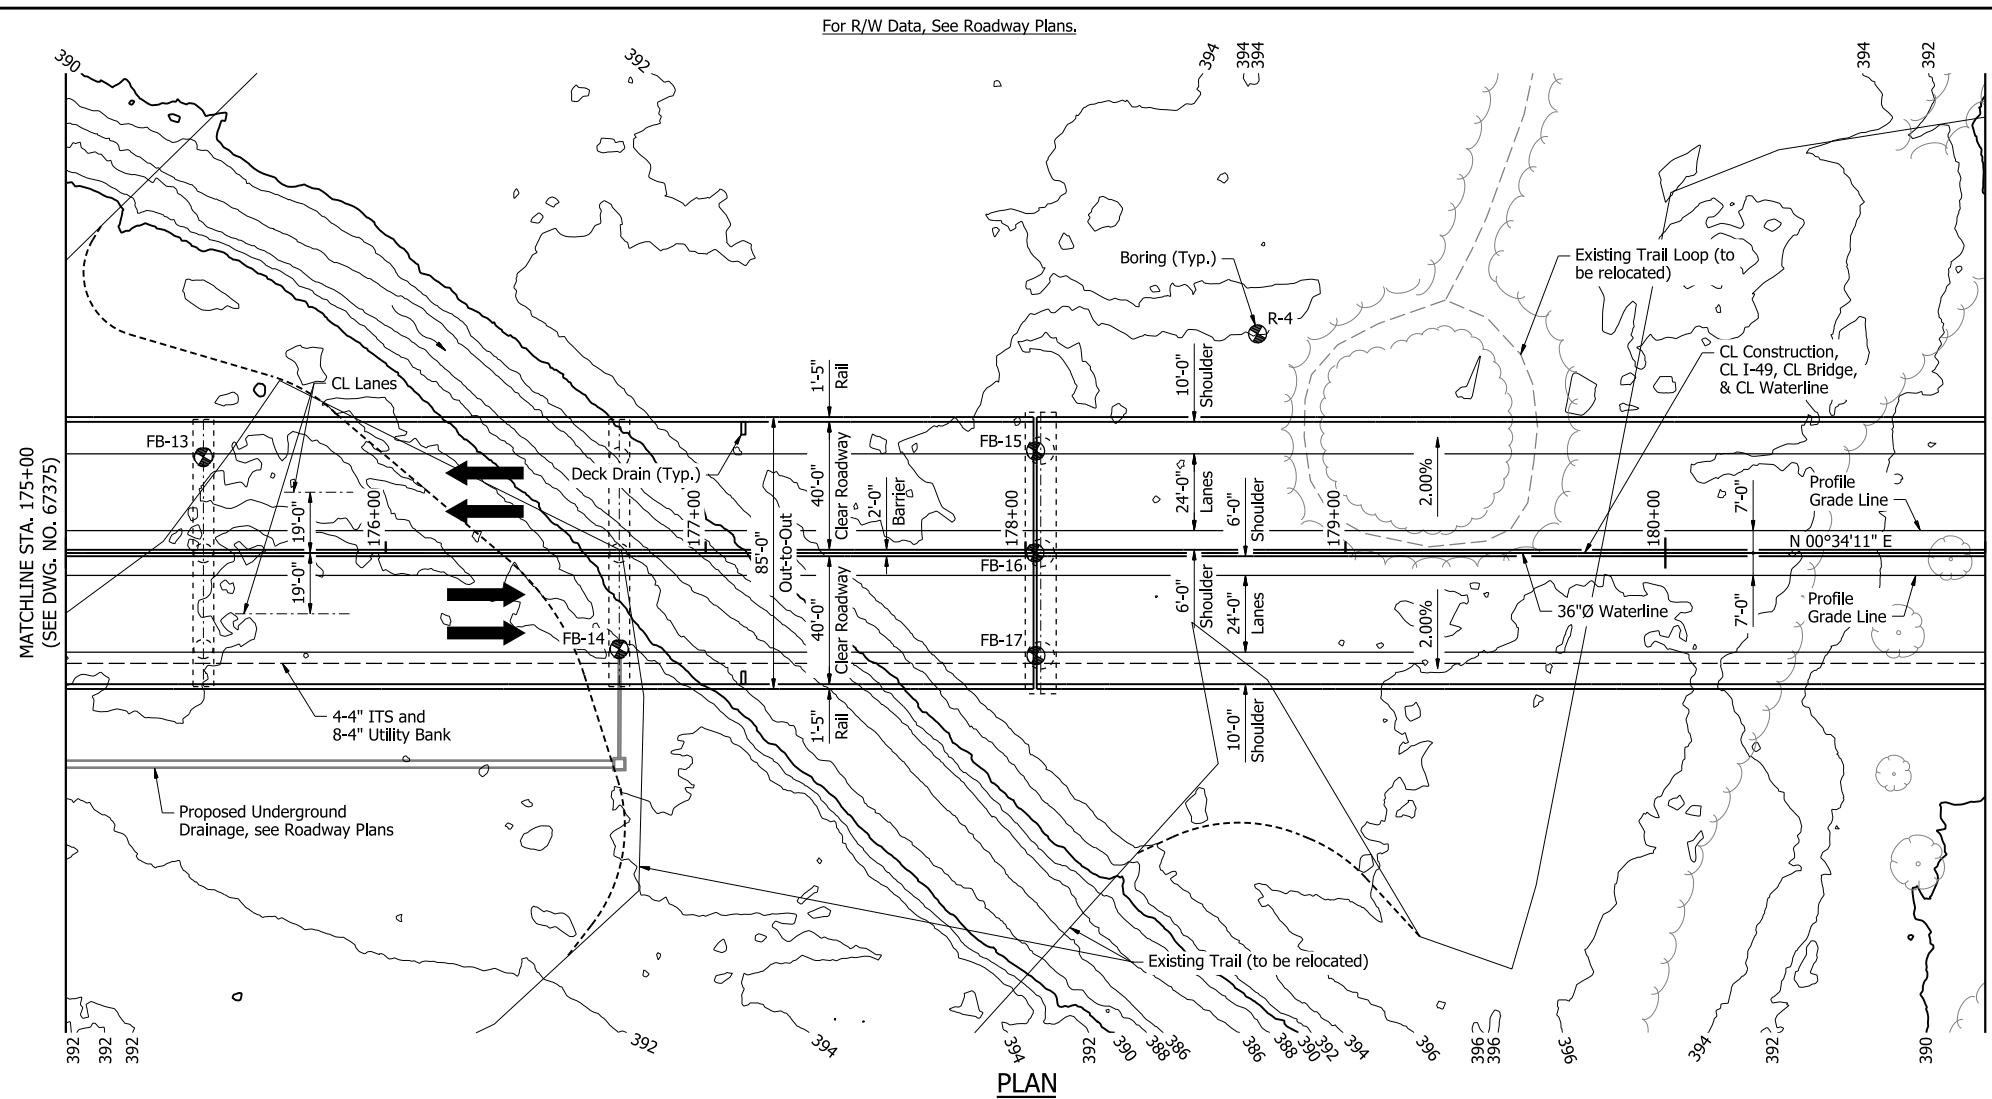 For R/W Data, See Roadway Plans.
390
392
394
394
394
394
392
Boring (Typ.)
R-4
Existing Trail Loop (to
be relocated)
CL Construction,
CL I-49, CL Bridge,
& CL Waterline
CL Lanes
1'-5"
Rail
10'-0"
Shoulder
FB-13
FB-15
Deck Drain (Typ.)
MATCHLINE STA. 175+00
(SEE DWG. NO. 67375)
19'-0"
19'-0"
176+00
177+00
85'-0"
Out-to-Out
40'-0"
Clear Roadway
2'-0"
Barrier
178+00
24'-0"
Lanes
6'-0"
Shoulder
179+00
2.00%
180+00
7'-0"
Profile
Grade Line
N 00°34'11" E
FB-16
FB-14
FB-17
40'-0"
Clear Roadway
6'-0"
Shoulder
24'-0"
Lanes
2.00%
36"Ø Waterline
7'-0"
Profile
Grade Line
4-4" ITS and
8-4" Utility Bank
1'-5"
Rail
10'-0"
Shoulder
Proposed Underground
Drainage, see Roadway Plans
Existing Trail (to be relocated)
392
392
392
392
394
394
392
390
388
386
386
388
390
392
394
396
396
396
396
394
392
390
PLAN